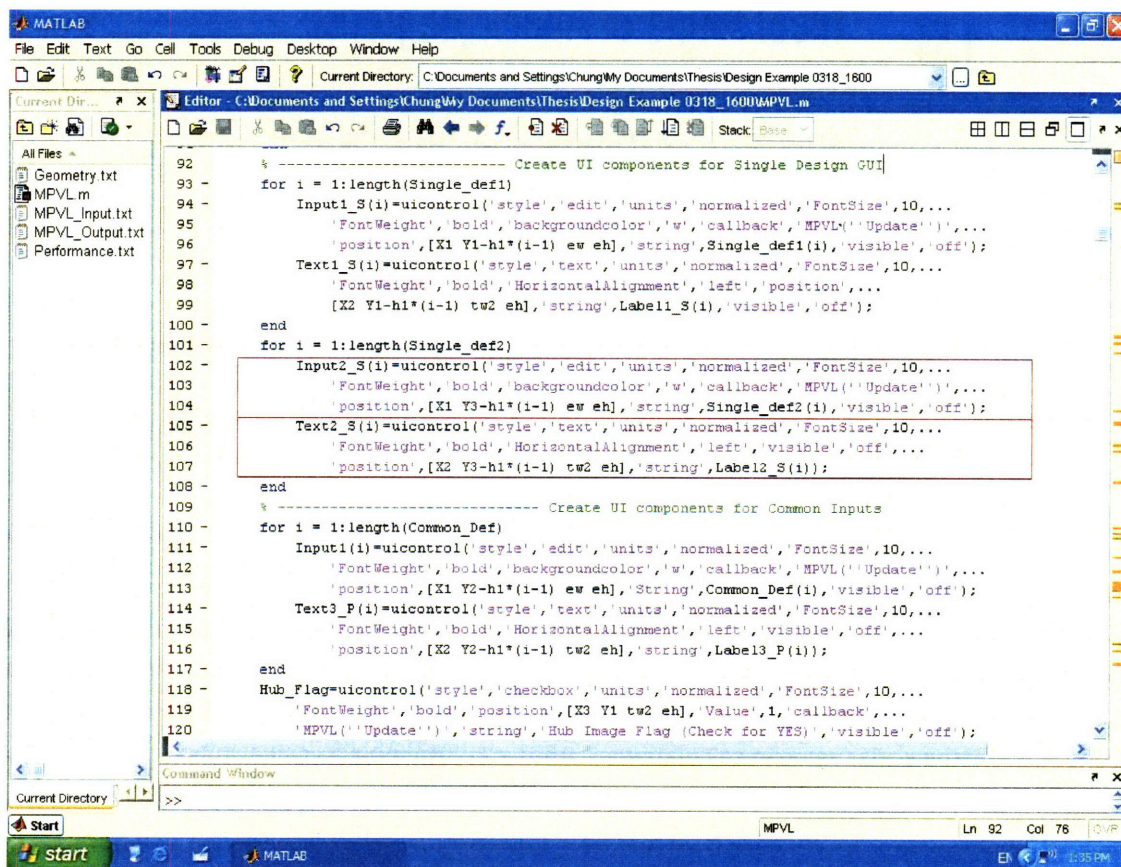 MATLAB
File Edit Text Go Cell Tools Debug Desktop Window Help
Current Directory: C:\Documents and Settings\Chung\My Documents\Thesis\Design Example 0318_1600
Current Dir...
Editor - C:\Documents and Settings\Chung\My Documents\Thesis\Design Example 0318_1600\MPVL.m
Stack: Base
All Files
Geometry.txt
MPVL.m
MPVL_Input.txt
MPVL_Output.txt
Performance.txt
92 % -------------------------- Create UI components for Single Design GUI
93 - for i = 1:length(Single_def1)
94 - Input1_S(i)=uicontrol('style','edit','units','normalized','FontSize',10,...
95 'FontWeight','bold','backgroundcolor','w','callback','MPVL(''Update'')',...
96 'position',[X1 Y1-h1*(i-1) ew eh],'string',Single_def1(i),'visible','off');
97 - Text1_S(i)=uicontrol('style','text','units','normalized','FontSize',10,...
98 'FontWeight','bold','HorizontalAlignment','left','position',...
99 [X2 Y1-h1*(i-1) tw2 eh],'string',Label1_S(i),'visible','off');
100 - end
101 - for i = 1:length(Single_def2)
102 - Input2_S(i)=uicontrol('style','edit','units','normalized','FontSize',10,...
103 'FontWeight','bold','backgroundcolor','w','callback','MPVL(''Update'')',...
104 'position',[X1 Y3-h1*(i-1) ew eh],'string',Single_def2(i),'visible','off');
105 - Text2_S(i)=uicontrol('style','text','units','normalized','FontSize',10,...
106 'FontWeight','bold','HorizontalAlignment','left','visible','off',...
107 'position',[X2 Y3-h1*(i-1) tw2 eh],'string',Label2_S(i));
108 - end
109 % ------------------------------ Create UI components for Common Inputs
110 - for i = 1:length(Common_Def)
111 - Input1(i)=uicontrol('style','edit','units','normalized','FontSize',10,...
112 'FontWeight','bold','backgroundcolor','w','callback','MPVL(''Update'')',...
113 'position',[X1 Y2-h1*(i-1) ew eh],'String',Common_Def(i),'visible','off');
114 - Text3_P(i)=uicontrol('style','text','units','normalized','FontSize',10,...
115 'FontWeight','bold','HorizontalAlignment','left','visible','off',...
116 'position',[X2 Y2-h1*(i-1) tw2 eh],'string',Label3_P(i));
117 - end
118 - Hub_Flag=uicontrol('style','checkbox','units','normalized','FontSize',10,...
119 'FontWeight','bold','position',[X3 Y1 tw2 eh],'Value',1,'callback',...
120 'MPVL(''Update'')','string','Hub Image Flag (Check for YES)','visible','off');
Command Window
Current Directory
>>
Start
MPVL Ln 92 Col 76 OVR
start MATLAB EN 1:35 PM